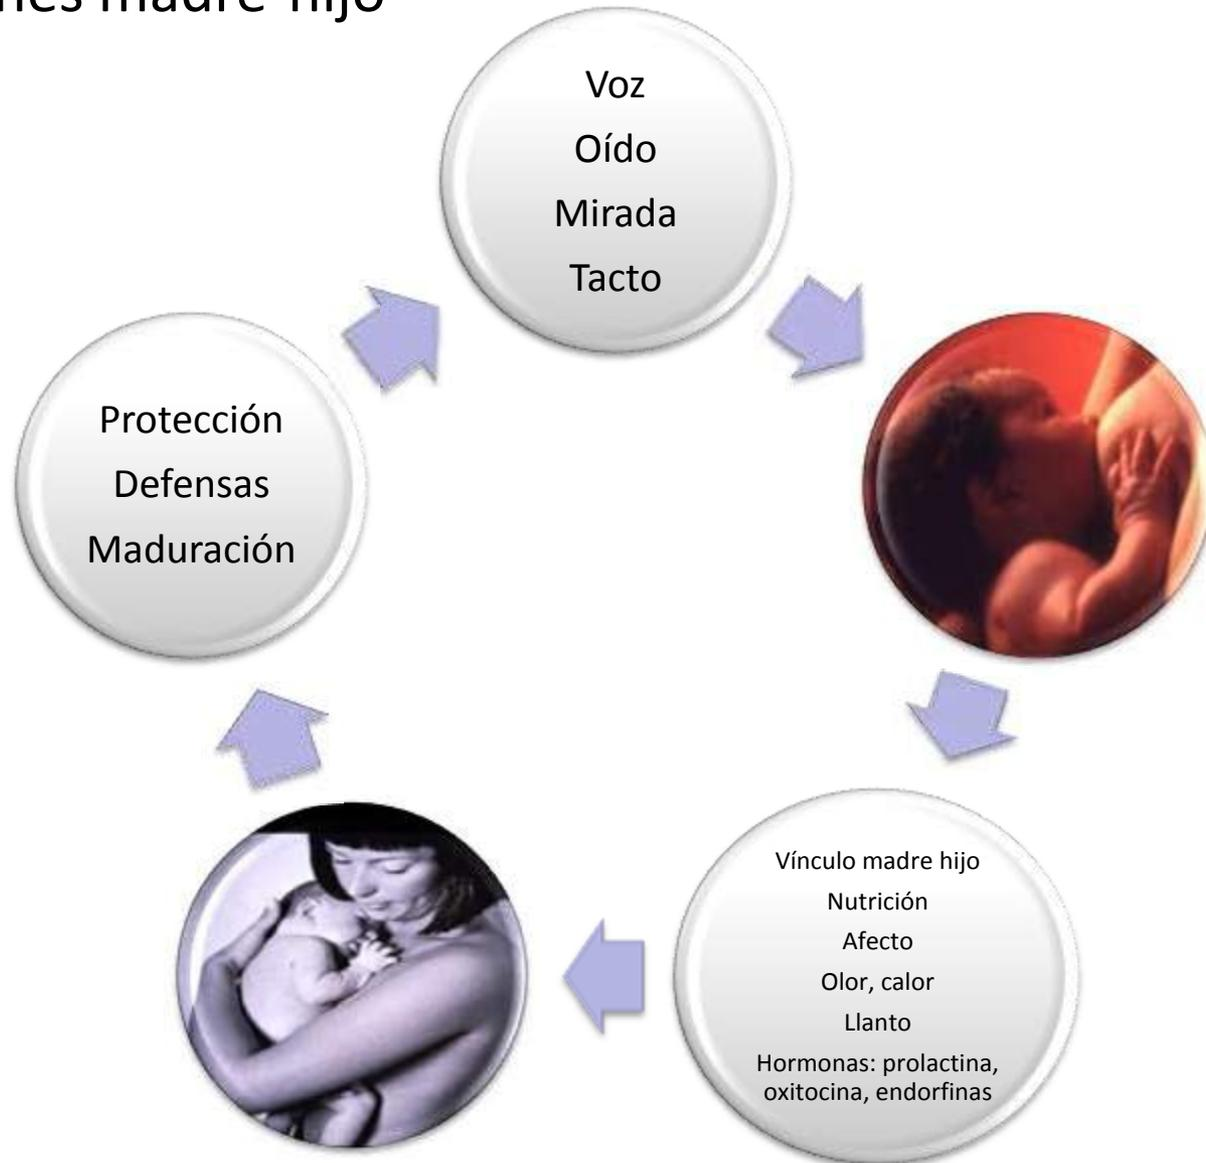 madre hijo
Voz
Oído
Mirada
Tacto
Protección
Defensas
Maduración
Vínculo madre hijo
Nutrición
Afecto
Olor, calor
Llanto
Hormonas: prolactina,
oxitocina, endorfinas